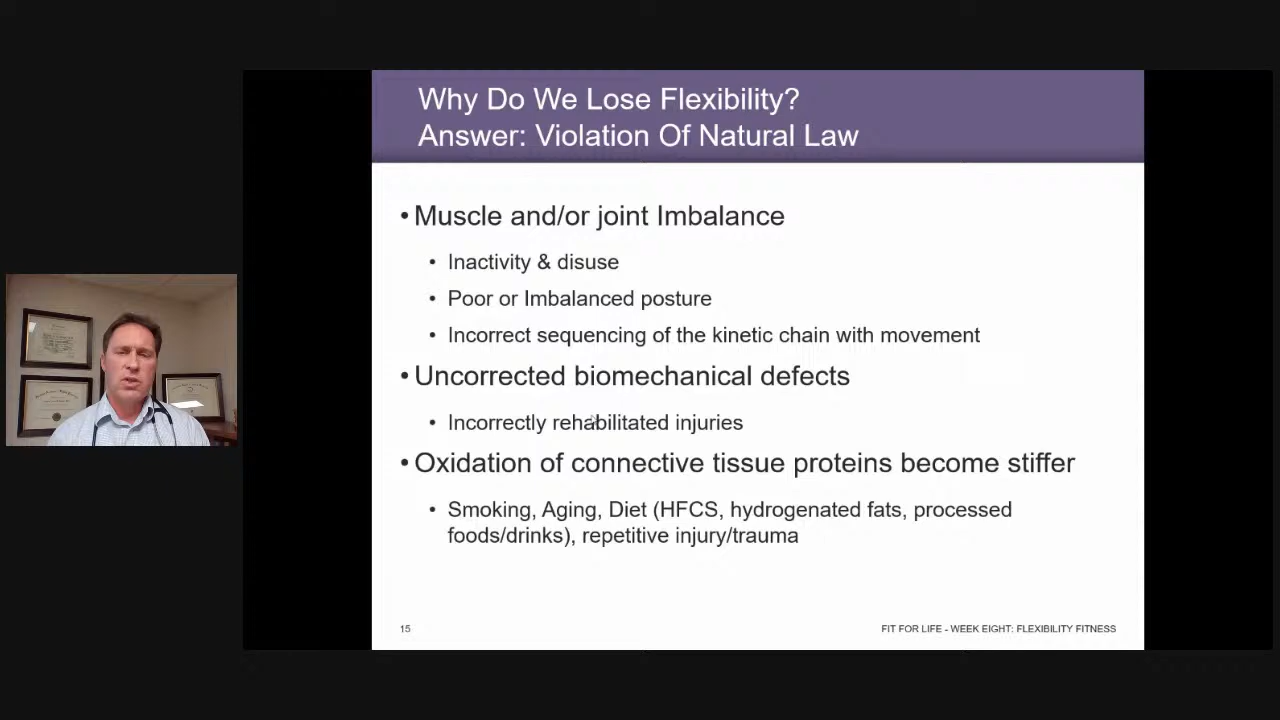 Why Do We Lose Flexibility?
Answer: Violation Of Natural Law
• Muscle and/or joint Imbalance
• Inactivity & disuse
• Poor or Imbalanced posture
• Incorrect sequencing of the kinetic chain with movement
• Uncorrected biomechanical defects
• Incorrectly rehabilitated injuries
• Oxidation of connective tissue proteins become stiffer
• Smoking, Aging, Diet (HFCS, hydrogenated fats, processed
foods/drinks), repetitive injury/trauma
15
FIT FOR LIFE - WEEK EIGHT: FLEXIBILITY FITNESS